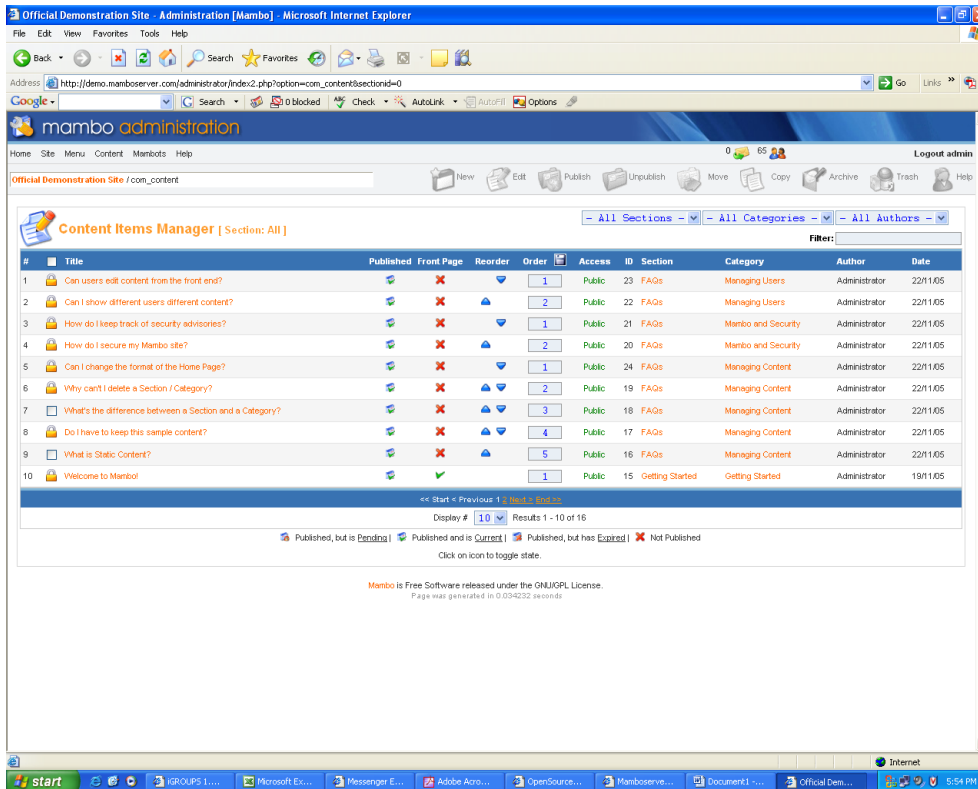 Official Demonstration Site - Administration [Mambo] - Microsoft Internet Explorer
File Edit View Favorites Tools Help
Back Search Favorites
Address http://demo.mamboserver.com/administrator/index2.php?option=com_content&sectionid=0 Go Links »
Google Search 0 blocked Check AutoLink AutoFill Options
mambo administration
Home Site Menu Content Mambots Help 0 65 Logout admin
Official Demonstration Site / com_content New Edit Publish Unpublish Move Copy Archive Trash Help
Content Items Manager [ Section: All ] - All Sections - - All Categories - - All Authors -
Filter:
# Title Published Front Page Reorder Order Access ID Section Category Author Date
1 Can users edit content from the front end? 1 Public 23 FAQs Managing Users Administrator 22/11/05
2 Can I show different users different content? 2 Public 22 FAQs Managing Users Administrator 22/11/05
3 How do I keep track of security advisories? 1 Public 21 FAQs Mambo and Security Administrator 22/11/05
4 How do I secure my Mambo site? 2 Public 20 FAQs Mambo and Security Administrator 22/11/05
5 Can I change the format of the Home Page? 1 Public 24 FAQs Managing Content Administrator 22/11/05
6 Why can't I delete a Section / Category? 2 Public 19 FAQs Managing Content Administrator 22/11/05
7 What's the difference between a Section and a Category? 3 Public 18 FAQs Managing Content Administrator 22/11/05
8 Do I have to keep this sample content? 4 Public 17 FAQs Managing Content Administrator 22/11/05
9 What is Static Content? 5 Public 16 FAQs Managing Content Administrator 22/11/05
10 Welcome to Mambo! 1 Public 15 Getting Started Getting Started Administrator 19/11/05
<< Start < Previous 1 2 Next > End >>
Display # 10 Results 1 - 10 of 16
Published, but is Pending | Published and is Current | Published, but has Expired | Not Published
Click on icon to toggle state.
Mambo is Free Software released under the GNU/GPL License.
Page was generated in 0.034232 seconds
Internet
start iGROUPS 1.... Microsoft Ex... Messenger E... Adobe Acro... OpenSource... Mamboserve... Document1 -... Official Dem... 5:54 PM